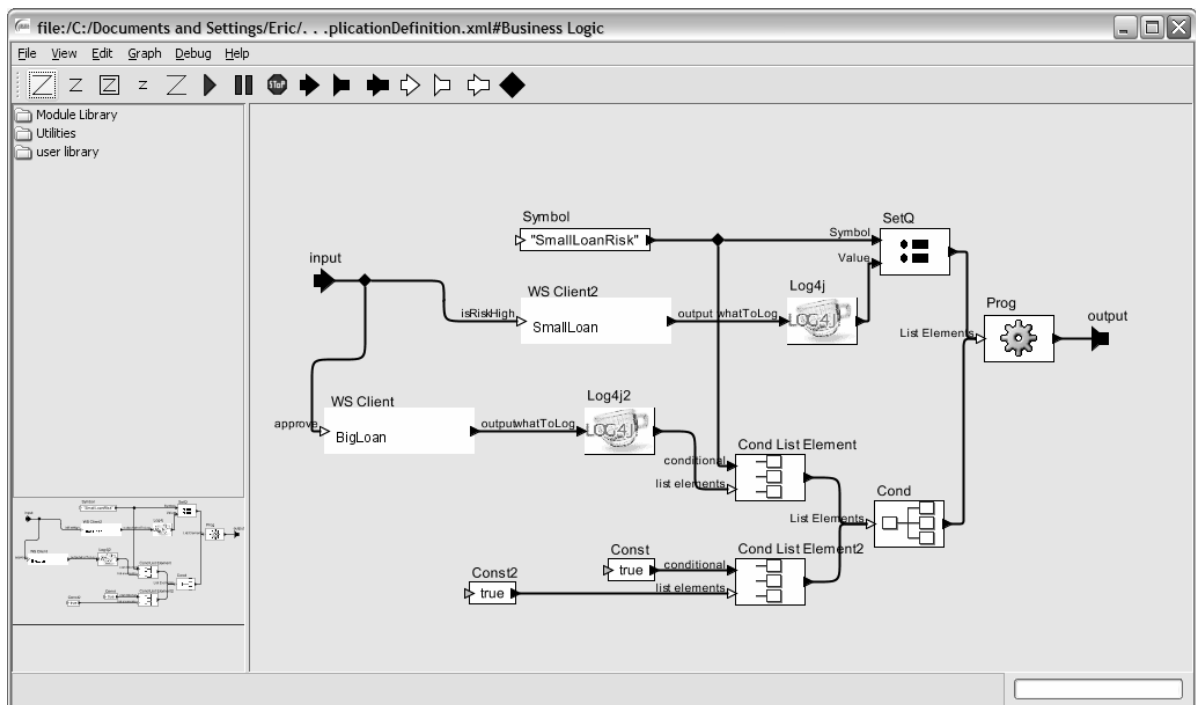 file:/C:/Documents and Settings/Eric/. . .plicationDefinition.xml#Business Logic
File View Edit Graph Debug Help
STOP
Module Library
Utilities
user library
Symbol
"SmallLoanRisk"
SetQ
Symbol
Value
input
WS Client2
isRiskHigh
SmallLoan
output
whatToLog
Log4j
LOG4J
Prog
List Elements
output
WS Client
approve
BigLoan
output
whatToLog
Log4j2
LOG4J
Cond List Element
conditional
list elements
Cond
List Elements
Const
true
Cond List Element2
conditional
list elements
Const2
true